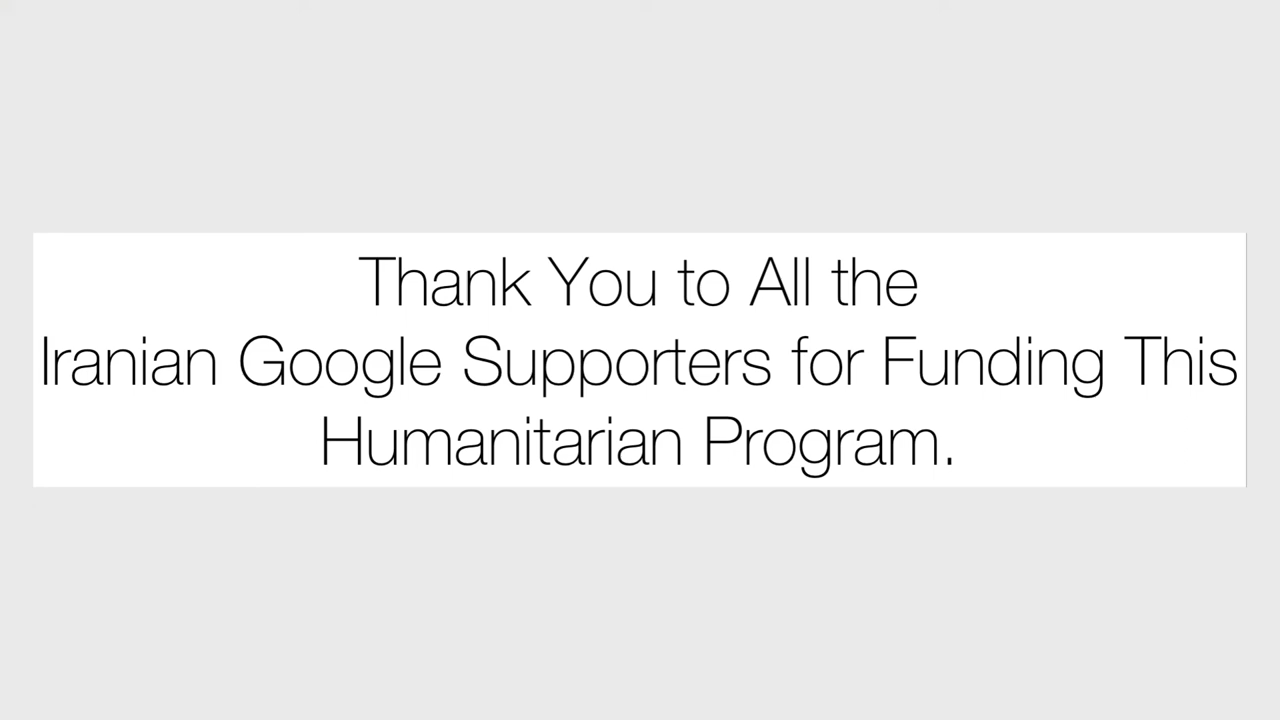 Thank You to All the
Iranian Google Supporters for Funding This
Humanitarian Program.